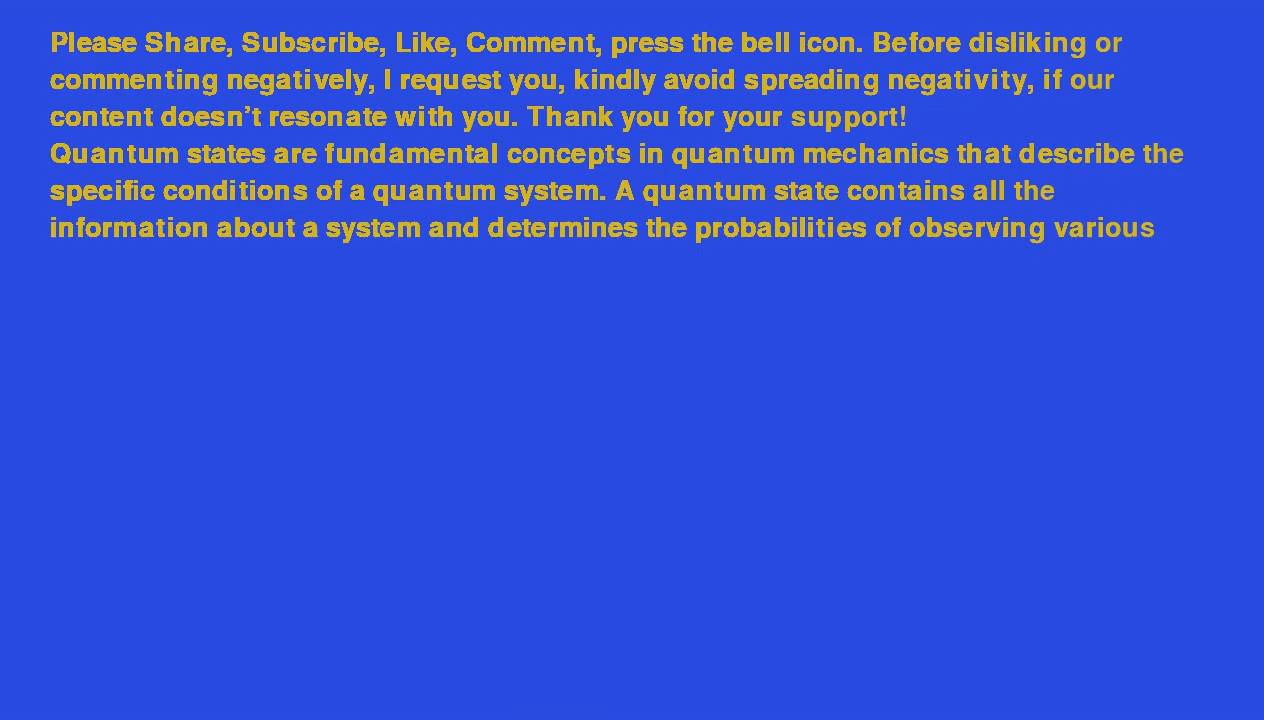 Please Share, Subscribe, Like, Comment, press the bell icon. Before disliking or
commenting negatively, I request you, kindly avoid spreading negativity, if our
content doesn’t resonate with you. Thank you for your support!
Quantum states are fundamental concepts in quantum mechanics that describe the
specific conditions of a quantum system. A quantum state contains all the
information about a system and determines the probabilities of observing various